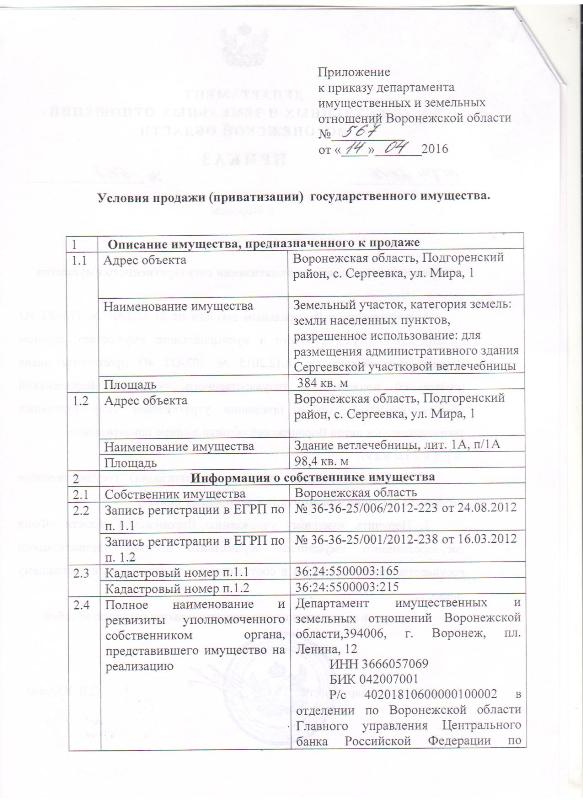 Приложение
к приказу департамента
имущественных и земельных
отношений Воронежской области
№ 567
от «14» 04 2016
Условия продажи (приватизации) государственного имущества.
1 Описание имущества, предназначенного к продаже
1.1 Адрес объекта Воронежская область, Подгоренский
район, с. Сергеевка, ул. Мира, 1
Наименование имущества Земельный участок, категория земель:
земли населенных пунктов,
разрешенное использование: для
размещения административного здания
Сергеевской участковой ветлечебницы
Площадь 384 кв. м
1.2 Адрес объекта Воронежская область, Подгоренский
район, с. Сергеевка, ул. Мира, 1
Наименование имущества Здание ветлечебницы, лит. 1А, п/1А
Площадь 98,4 кв. м
2 Информация о собственнике имущества
2.1 Собственник имущества Воронежская область
2.2 Запись регистрации в ЕГРП по № 36-36-25/006/2012-223 от 24.08.2012
п. 1.1
Запись регистрации в ЕГРП по № 36-36-25/001/2012-238 от 16.03.2012
п. 1.2
2.3 Кадастровый номер п.1.1 36:24:5500003:165
Кадастровый номер п.1.2 36:24:5500003:215
2.4 Полное наименование и Департамент имущественных и
реквизиты уполномоченного земельных отношений Воронежской
собственником органа, области,394006, г. Воронеж, пл.
представившего имущество на Ленина, 12
реализацию ИНН 3666057069
БИК 042007001
Р/с 40201810600000100002 в
отделении по Воронежской области
Главного управления Центрального
банка Российской Федерации по